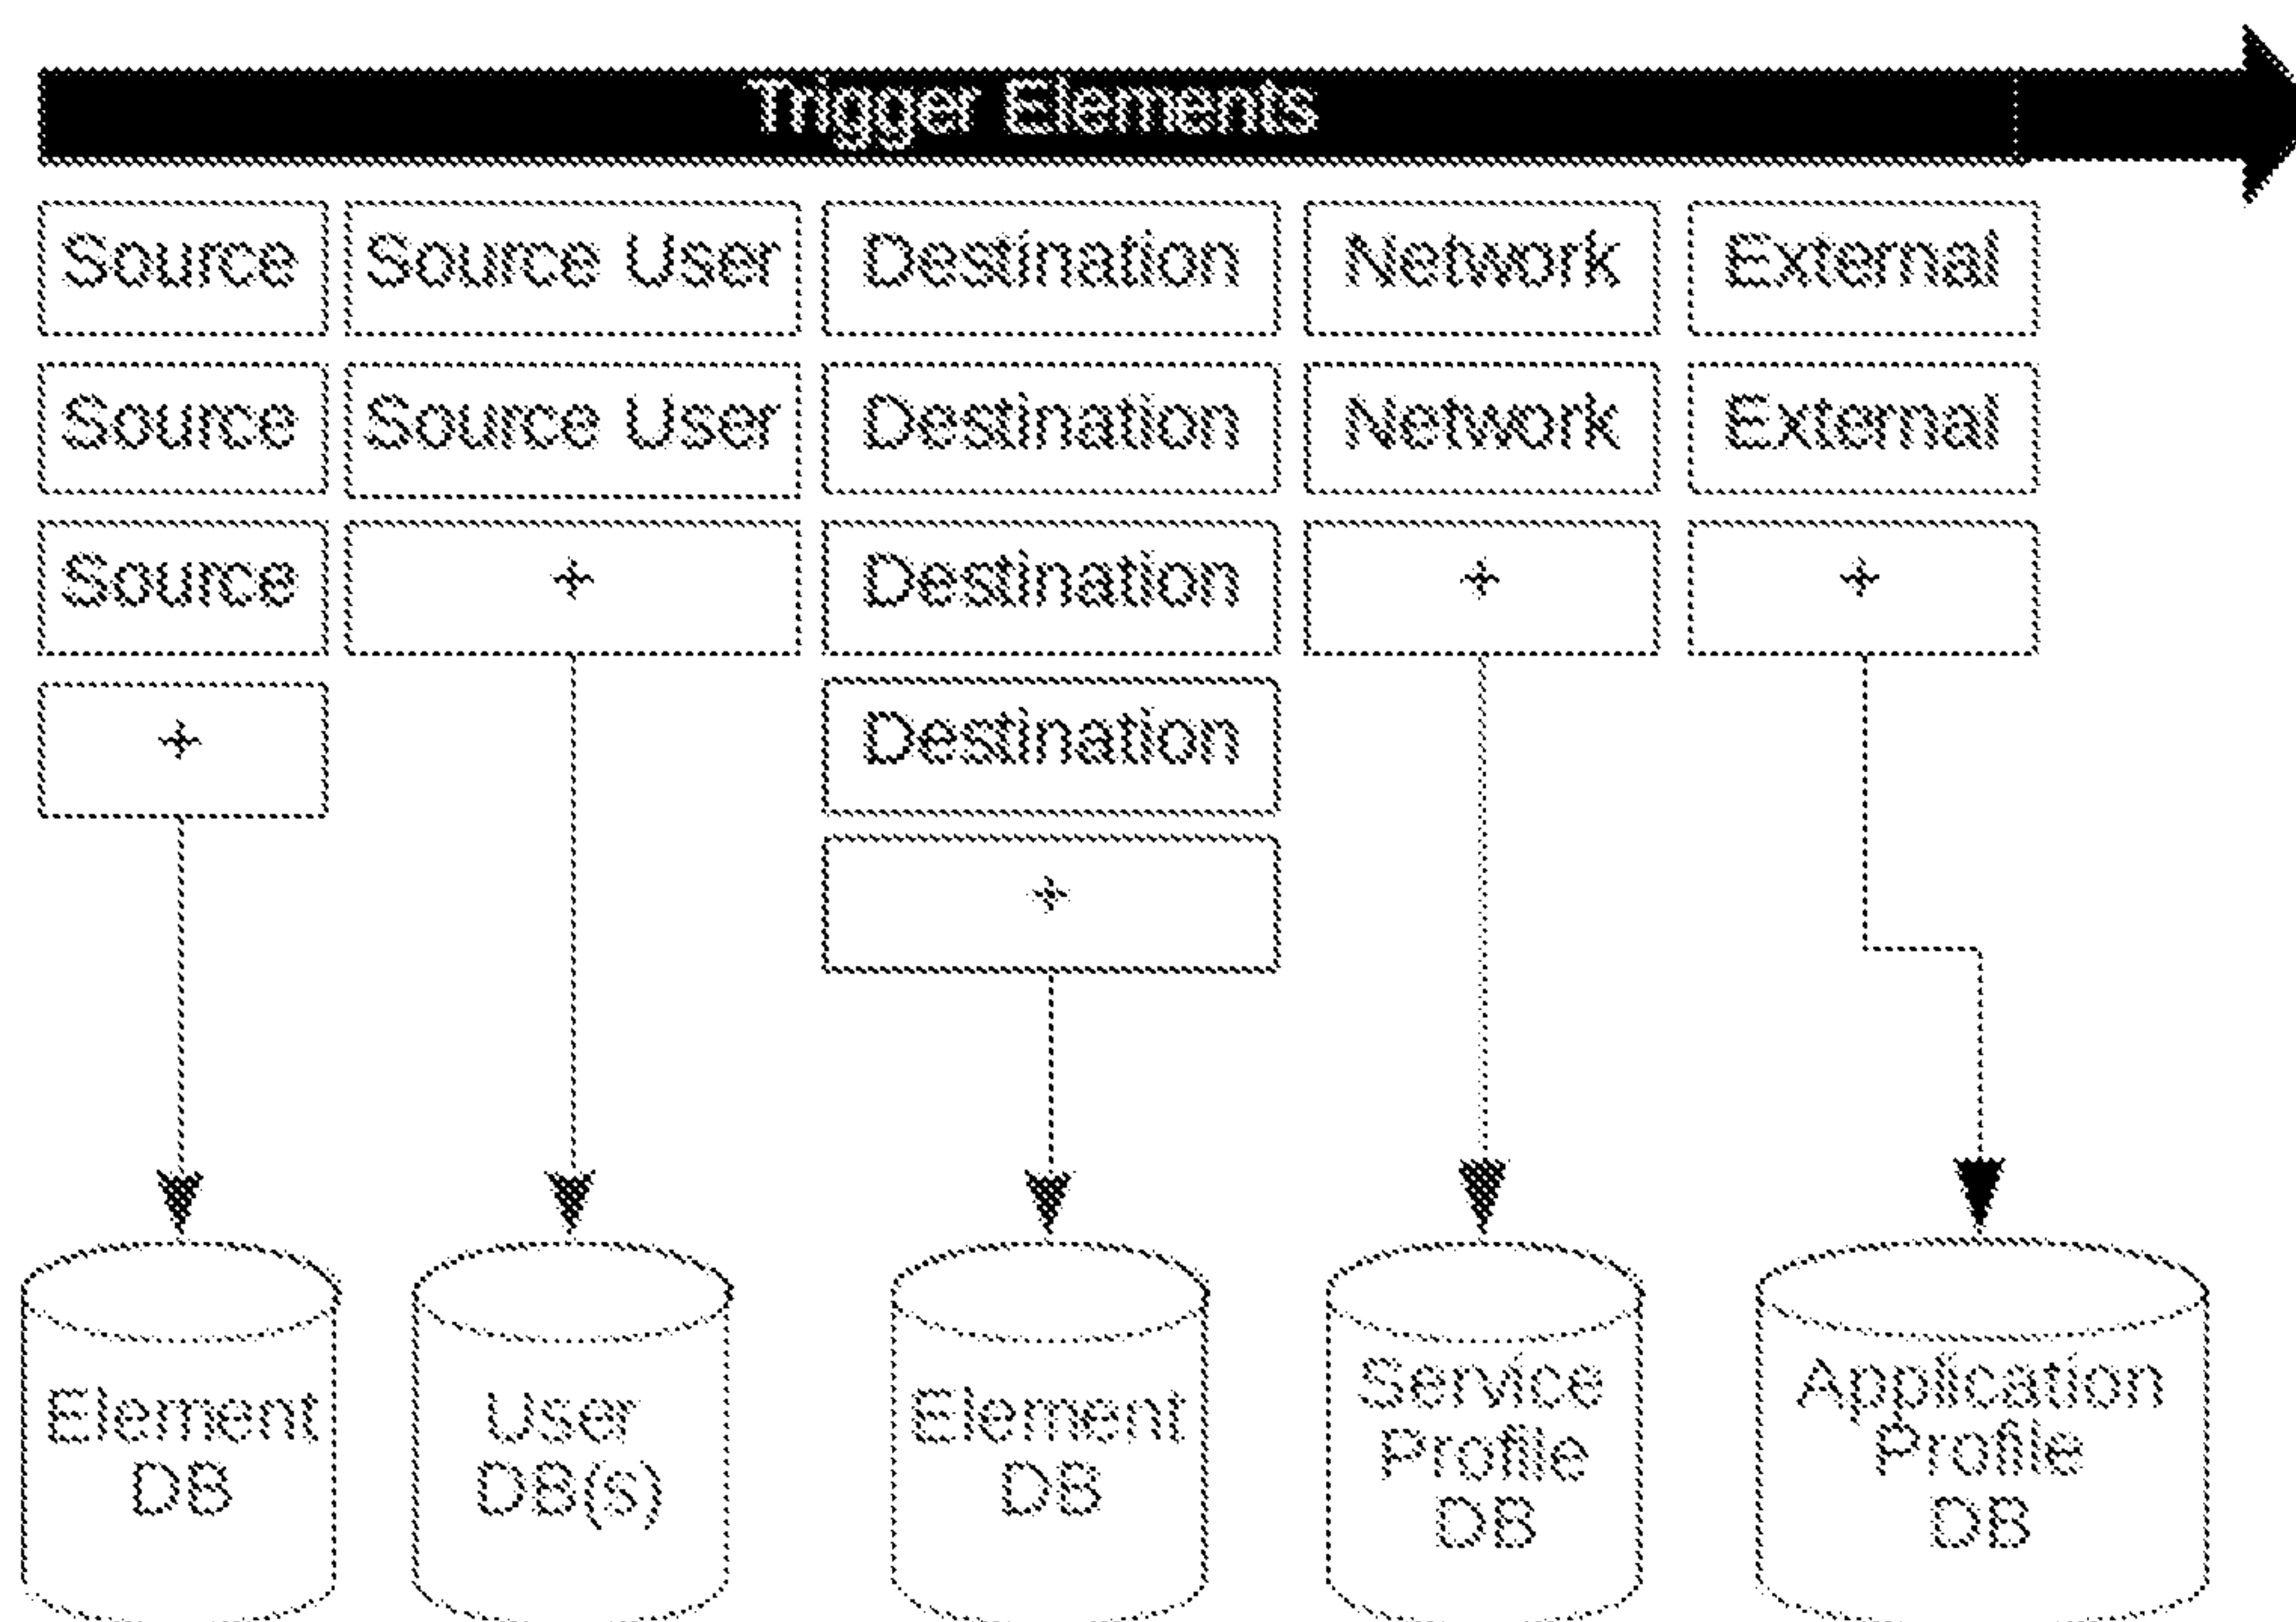 Trigger Elements
Source Source User Destination Network External
Source Source User Destination Network External
Source + Destination + +
+ Destination
+
Element DB
User DB(s)
Element DB
Service Profile DB
Application Profile DB